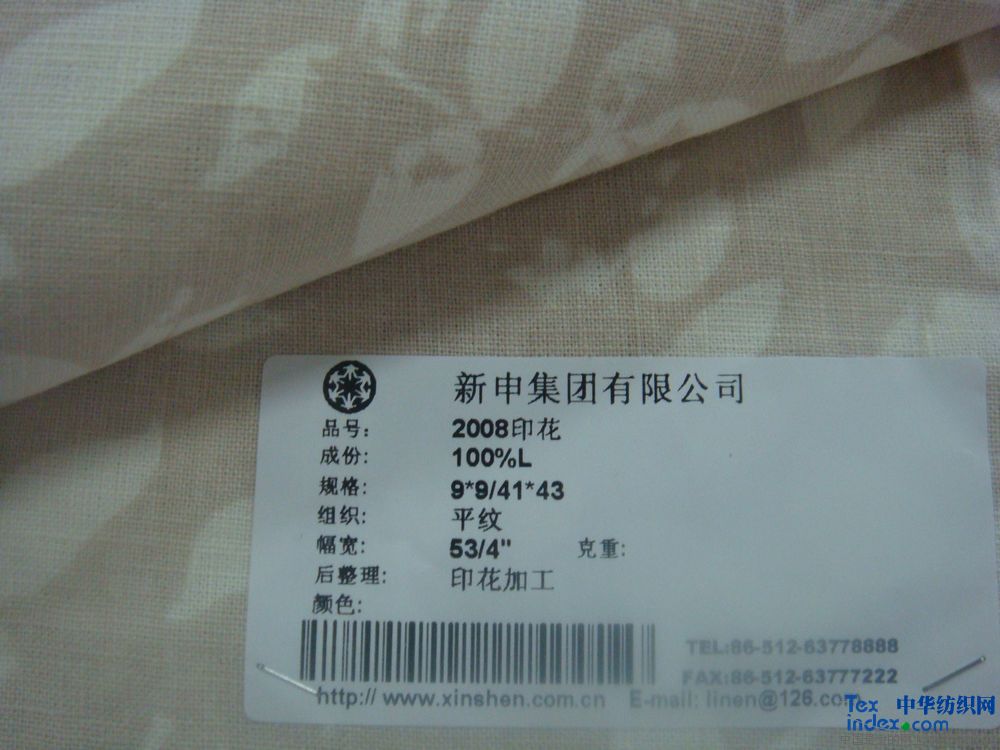 新申集团有限公司
品号: 2008印花
成份: 100%L
规格: 9*9/41*43
组织: 平纹
幅宽: 53/4" 克重:
后整理: 印花加工
颜色:
TEL:86-512-63778888
FAX:86-512-63777222
http:// www.xinshen.com.cn E-mail: linen@126.com
Tex 中华纺织网
index.com